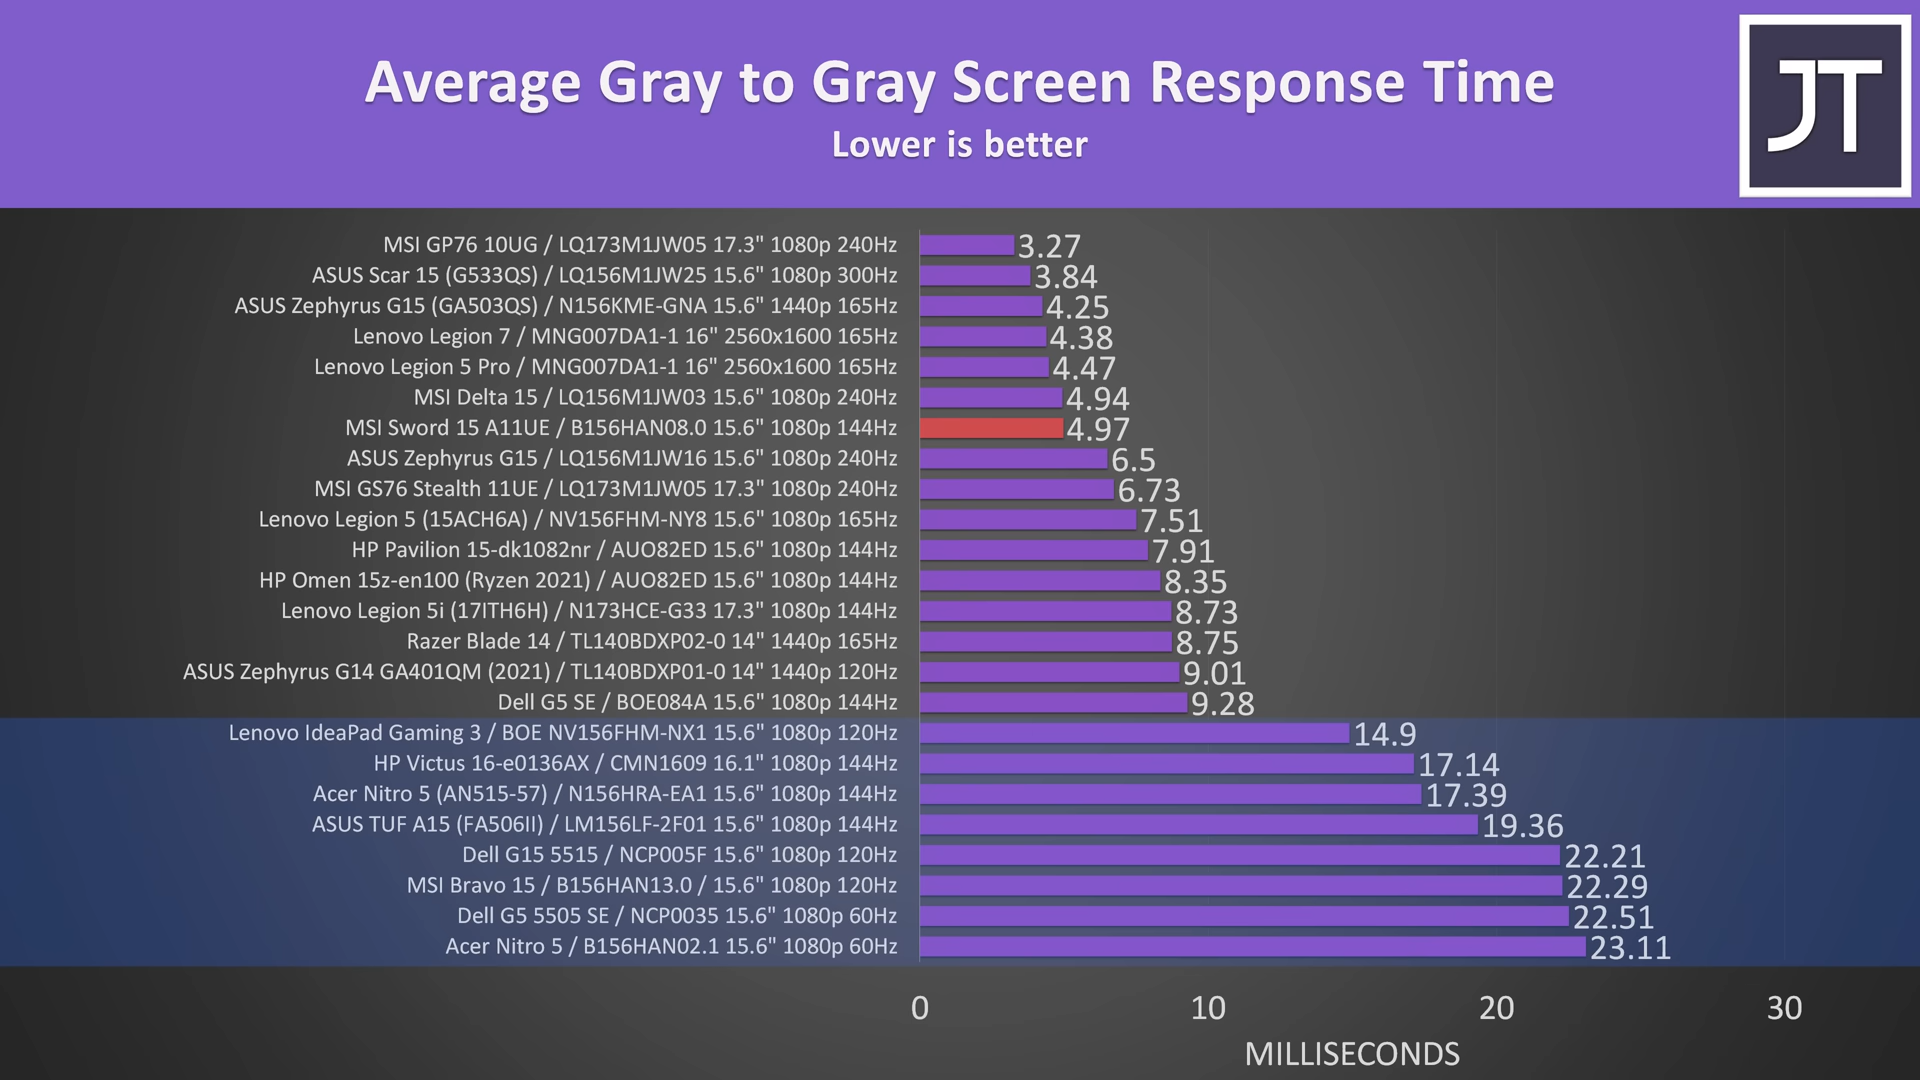 Average Gray to Gray Screen Response Time
Lower is better
JT
MSI GP76 10UG / LQ173M1JW05 17.3" 1080p 240Hz 3.27
ASUS Scar 15 (G533QS) / LQ156M1JW25 15.6" 1080p 300Hz 3.84
ASUS Zephyrus G15 (GA503QS) / N156KME-GNA 15.6" 1440p 165Hz 4.25
Lenovo Legion 7 / MNG007DA1-1 16" 2560x1600 165Hz 4.38
Lenovo Legion 5 Pro / MNG007DA1-1 16" 2560x1600 165Hz 4.47
MSI Delta 15 / LQ156M1JW03 15.6" 1080p 240Hz 4.94
MSI Sword 15 A11UE / B156HAN08.0 15.6" 1080p 144Hz 4.97
ASUS Zephyrus G15 / LQ156M1JW16 15.6" 1080p 240Hz 6.5
MSI GS76 Stealth 11UE / LQ173M1JW05 17.3" 1080p 240Hz 6.73
Lenovo Legion 5 (15ACH6A) / NV156FHM-NY8 15.6" 1080p 165Hz 7.51
HP Pavilion 15-dk1082nr / AUO82ED 15.6" 1080p 144Hz 7.91
HP Omen 15z-en100 (Ryzen 2021) / AUO82ED 15.6" 1080p 144Hz 8.35
Lenovo Legion 5i (17ITH6H) / N173HCE-G33 17.3" 1080p 144Hz 8.73
Razer Blade 14 / TL140BDXP02-0 14" 1440p 165Hz 8.75
ASUS Zephyrus G14 GA401QM (2021) / TL140BDXP01-0 14" 1440p 120Hz 9.01
Dell G5 SE / BOE084A 15.6" 1080p 144Hz 9.28
Lenovo IdeaPad Gaming 3 / BOE NV156FHM-NX1 15.6" 1080p 120Hz 14.9
HP Victus 16-e0136AX / CMN1609 16.1" 1080p 144Hz 17.14
Acer Nitro 5 (AN515-57) / N156HRA-EA1 15.6" 1080p 144Hz 17.39
ASUS TUF A15 (FA506II) / LM156LF-2F01 15.6" 1080p 144Hz 19.36
Dell G15 5515 / NCP005F 15.6" 1080p 120Hz 22.21
MSI Bravo 15 / B156HAN13.0 / 15.6" 1080p 120Hz 22.29
Dell G5 5505 SE / NCP0035 15.6" 1080p 60Hz 22.51
Acer Nitro 5 / B156HAN02.1 15.6" 1080p 60Hz 23.11
0 10 20 30
MILLISECONDS